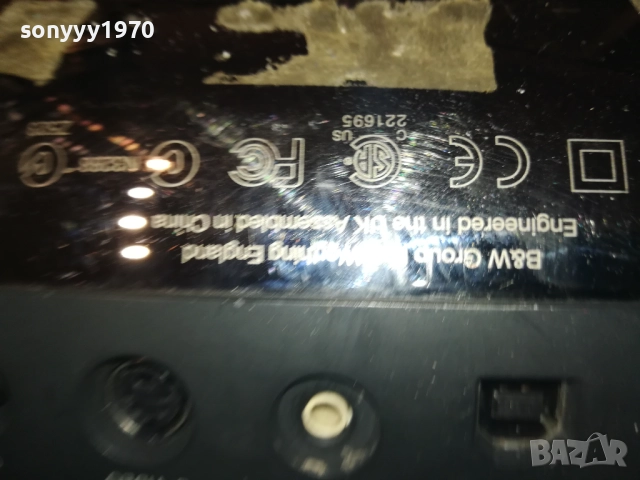 sonyyy1970
B&W Group Worthing England
Engineered in the UK Assembled in China
C US
221695
BAZAR